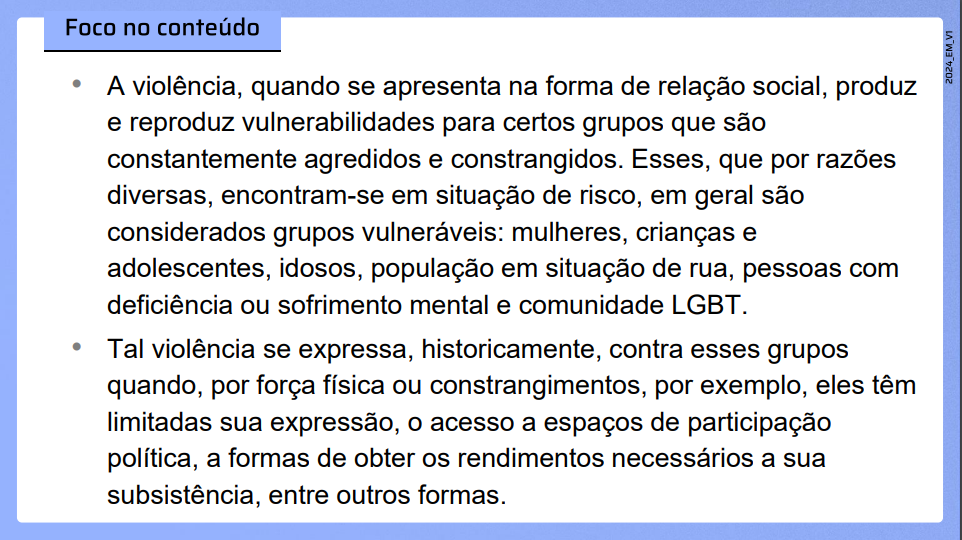 Foco no conteúdo
2024_EM_V1
• A violência, quando se apresenta na forma de relação social, produz
e reproduz vulnerabilidades para certos grupos que são
constantemente agredidos e constrangidos. Esses, que por razões
diversas, encontram-se em situação de risco, em geral são
considerados grupos vulneráveis: mulheres, crianças e
adolescentes, idosos, população em situação de rua, pessoas com
deficiência ou sofrimento mental e comunidade LGBT.
• Tal violência se expressa, historicamente, contra esses grupos
quando, por força física ou constrangimentos, por exemplo, eles têm
limitadas sua expressão, o acesso a espaços de participação
política, a formas de obter os rendimentos necessários a sua
subsistência, entre outros formas.